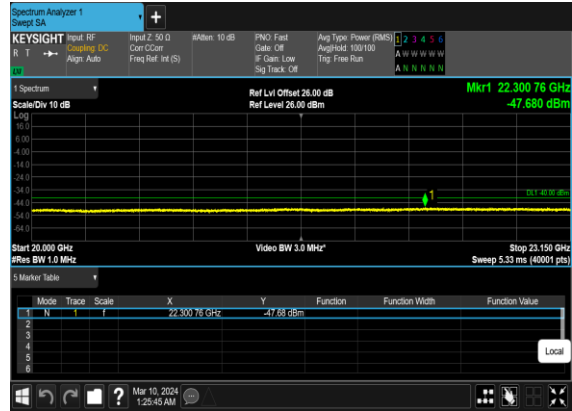 Spectrum Analyzer 1
Swept SA
+
KEYSIGHT Input: RF Input Z: 50 Ω #Atten: 10 dB PNO: Fast Avg Type: Power (RMS) 1 2 3 4 5 6
R T Coupling: DC Corr CCorr Gate: Off Avg|Hold: 100/100 A W W W W W
Align: Auto Freq Ref: Int (S) IF Gain: Low Trig: Free Run
Sig Track: Off A N N N N N
1 Spectrum Ref Lvl Offset 26.00 dB Mkr1 22.300 76 GHz
Scale/Div 10 dB Ref Level 26.00 dBm -47.680 dBm
Log
16.0
6.00
-4.00
-14.0
-24.0
-34.0
1
DL1 -40.00 dBm
-44.0
-54.0
-64.0
Start 20.000 GHz Video BW 3.0 MHz* Stop 23.150 GHz
#Res BW 1.0 MHz Sweep 5.33 ms (40001 pts)
5 Marker Table
Mode Trace Scale X Y Function Function Width Function Value
1 N 1 f 22.300 76 GHz -47.68 dBm
2
3
4
5
6
Local
?
Mar 10, 2024
1:25:45 AM